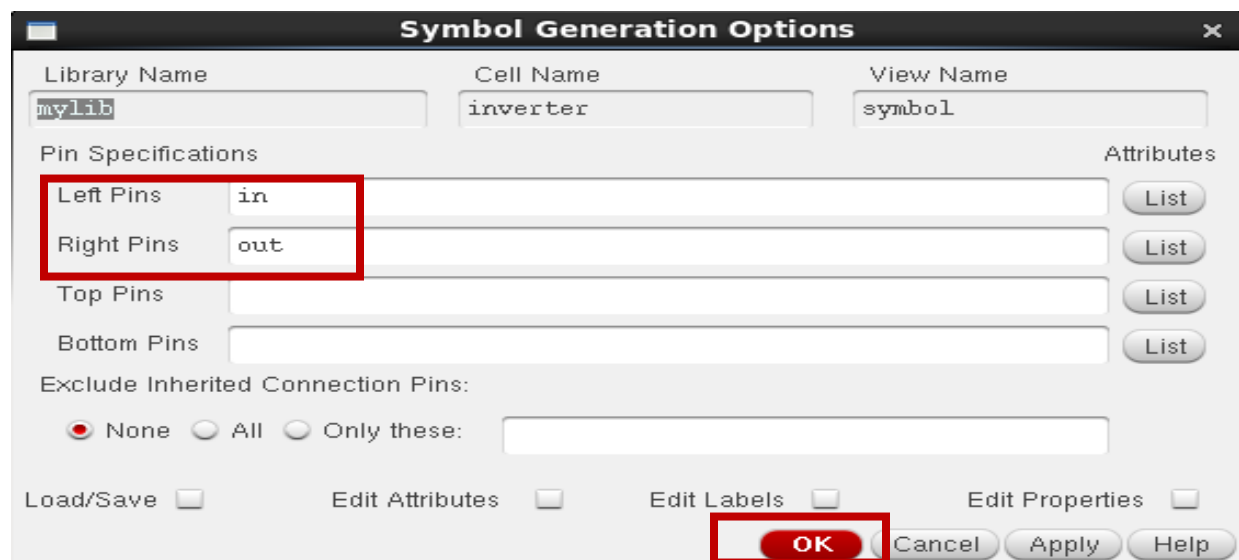 Symbol Generation Options
Library Name Cell Name View Name
mylib inverter symbol
Pin Specifications Attributes
Left Pins in List
Right Pins out List
Top Pins List
Bottom Pins List
Exclude Inherited Connection Pins:
None All Only these:
Load/Save Edit Attributes Edit Labels Edit Properties
OK Cancel Apply Help